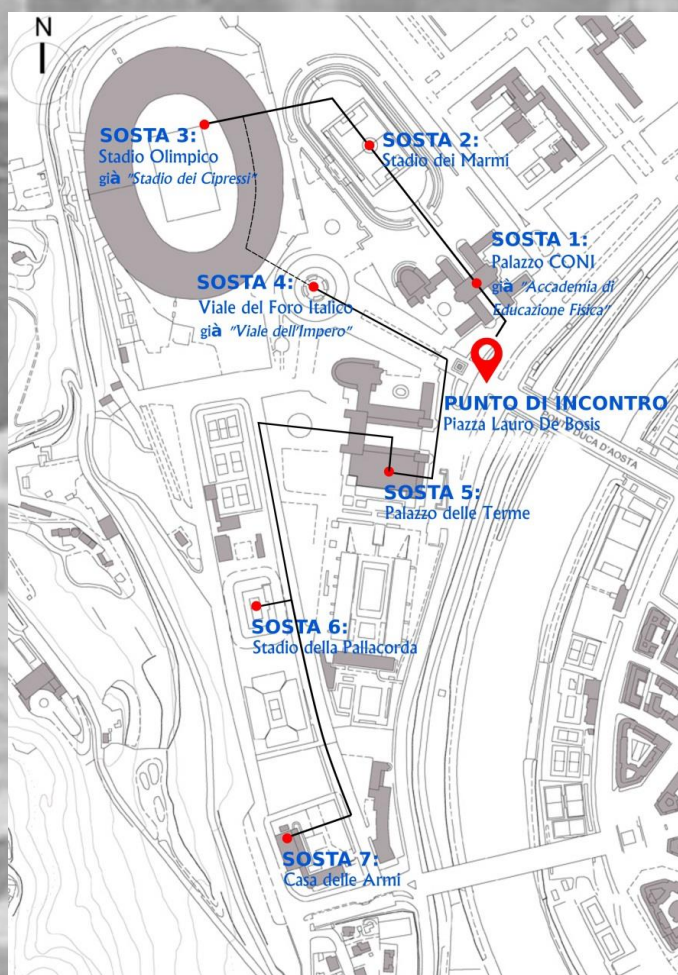 N
SOSTA 3:
Stadio Olimpico
già "Stadio dei Cipressi"
SOSTA 2:
Stadio dei Marmi
SOSTA 1:
Palazzo CONI
già "Accademia di
Educazione Fisica"
SOSTA 4:
Viale del Foro Italico
già "Viale dell'Impero"
PUNTO DI INCONTRO
Piazza Lauro De Bosis
PONTE DUCA D'AOSTA
SOSTA 5:
Palazzo delle Terme
SOSTA 6:
Stadio della Pallacorda
SOSTA 7:
Casa delle Armi